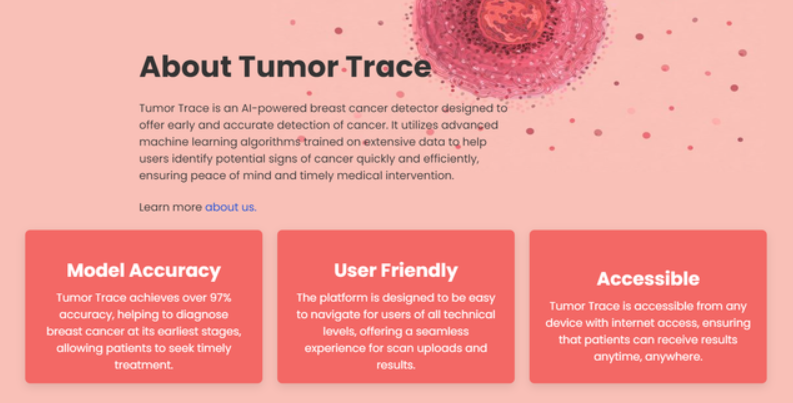 About Tumor Trace
Tumor Trace is an AI-powered breast cancer detector designed to
offer early and accurate detection of cancer. It utilizes advanced
machine learning algorithms trained on extensive data to help
users identify potential signs of cancer quickly and efficiently,
ensuring peace of mind and timely medical intervention.
Learn more about us.
Model Accuracy
Tumor Trace achieves over 97%
accuracy, helping to diagnose
breast cancer at its earliest stages,
allowing patients to seek timely
treatment.
User Friendly
The platform is designed to be easy
to navigate for users of all technical
levels, offering a seamless
experience for scan uploads and
results.
Accessible
Tumor Trace is accessible from any
device with internet access, ensuring
that patients can receive results
anytime, anywhere.